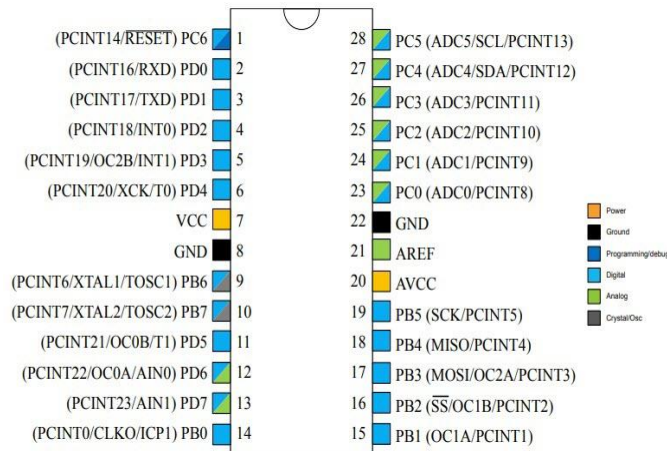 (PCINT14/RESET) PC6 1
(PCINT16/RXD) PD0 2
(PCINT17/TXD) PD1 3
(PCINT18/INT0) PD2 4
(PCINT19/OC2B/INT1) PD3 5
(PCINT20/XCK/T0) PD4 6
VCC 7
GND 8
(PCINT6/XTAL1/TOSC1) PB6 9
(PCINT7/XTAL2/TOSC2) PB7 10
(PCINT21/OC0B/T1) PD5 11
(PCINT22/OC0A/AIN0) PD6 12
(PCINT23/AIN1) PD7 13
(PCINT0/CLKO/ICP1) PB0 14
28 PC5 (ADC5/SCL/PCINT13)
27 PC4 (ADC4/SDA/PCINT12)
26 PC3 (ADC3/PCINT11)
25 PC2 (ADC2/PCINT10)
24 PC1 (ADC1/PCINT9)
23 PC0 (ADC0/PCINT8)
22 GND
21 AREF
20 AVCC
19 PB5 (SCK/PCINT5)
18 PB4 (MISO/PCINT4)
17 PB3 (MOSI/OC2A/PCINT3)
16 PB2 (SS/OC1B/PCINT2)
15 PB1 (OC1A/PCINT1)
Power
Ground
Programming/debug
Digital
Analog
Crystal/Osc